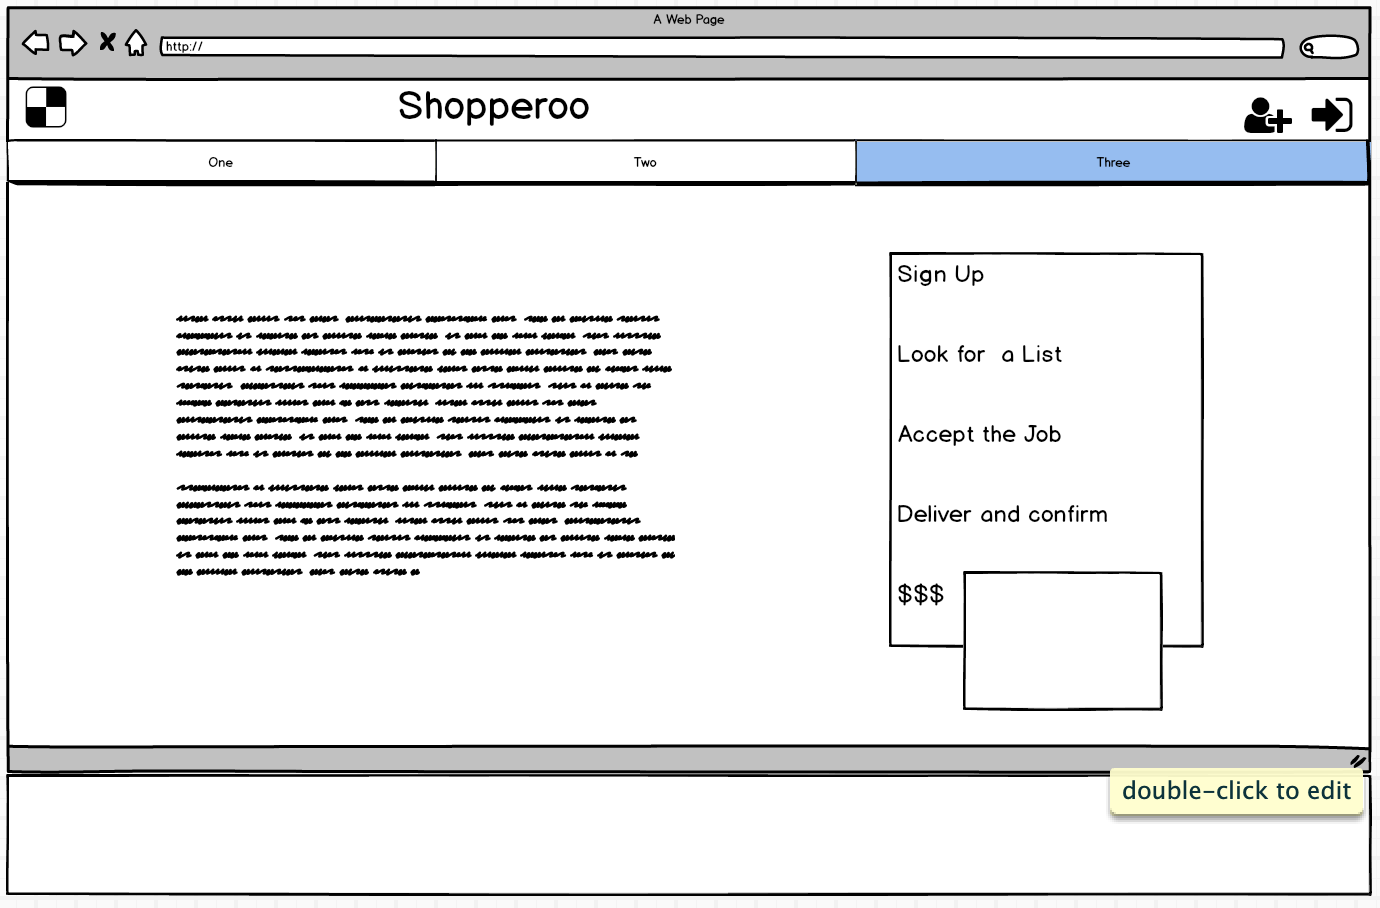 A Web Page
http://
Shopperoo
One
Two
Three
Sign Up
Look for a List
Accept the Job
Deliver and confirm
$$$
double-click to edit